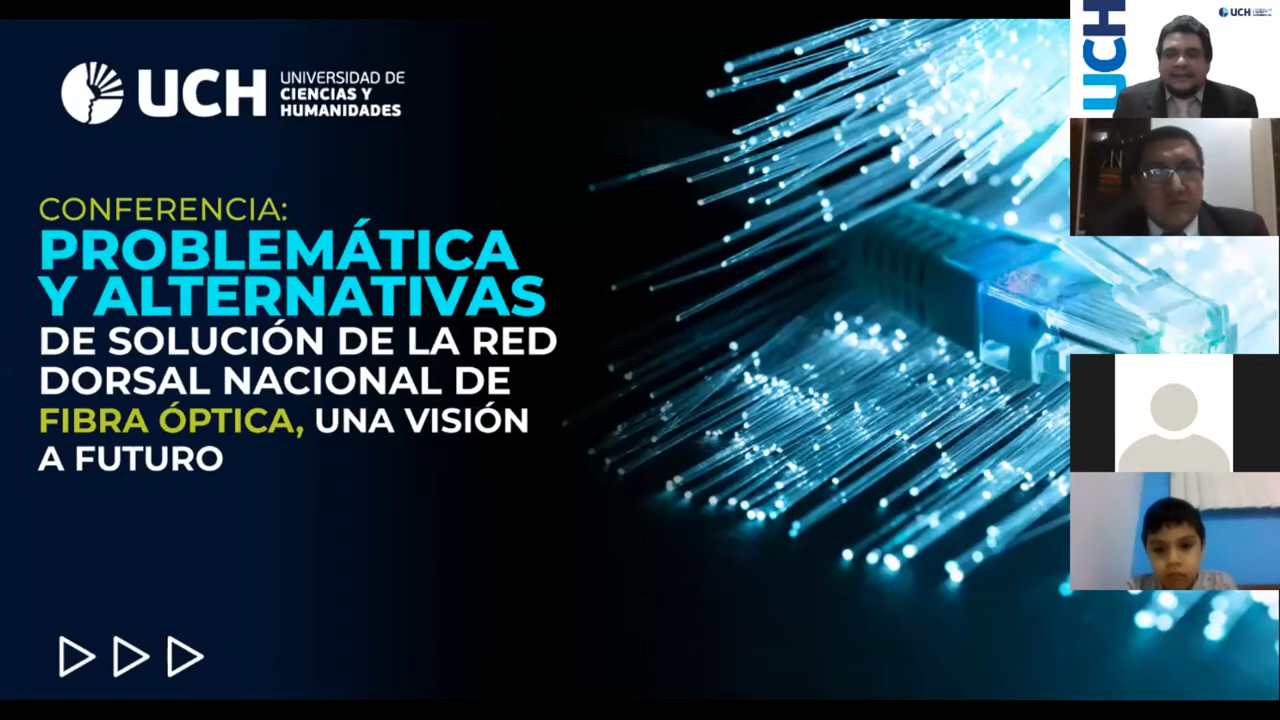 UCH
UNIVERSIDAD DE
CIENCIAS Y
HUMANIDADES
CONFERENCIA:
PROBLEMÁTICA
Y ALTERNATIVAS
DE SOLUCIÓN DE LA RED
DORSAL NACIONAL DE
FIBRA ÓPTICA, UNA VISIÓN
A FUTURO
UCH
UCH